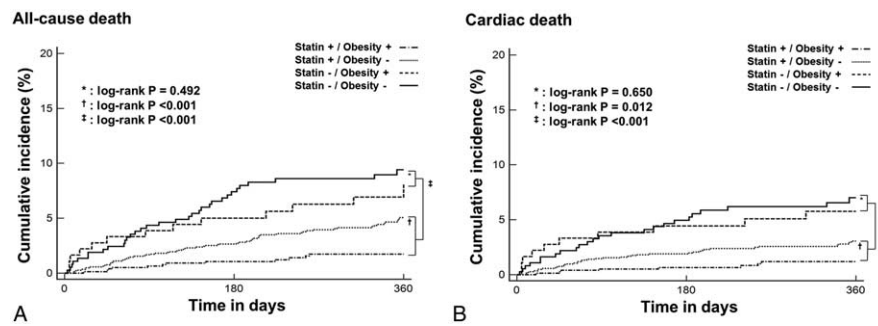 All-cause death
20
15
10
5
0
Cumulative incidence (%)
Statin + / Obesity +
Statin + / Obesity -
Statin - / Obesity +
Statin - / Obesity -
* : log-rank P = 0.492
† : log-rank P <0.001
‡ : log-rank P <0.001
*
†
‡
0 180 360
Time in days
A
Cardiac death
20
15
10
5
0
Cumulative incidence (%)
Statin + / Obesity +
Statin + / Obesity -
Statin - / Obesity +
Statin - / Obesity -
* : log-rank P = 0.650
† : log-rank P = 0.012
‡ : log-rank P <0.001
*
†
0 180 360
Time in days
B